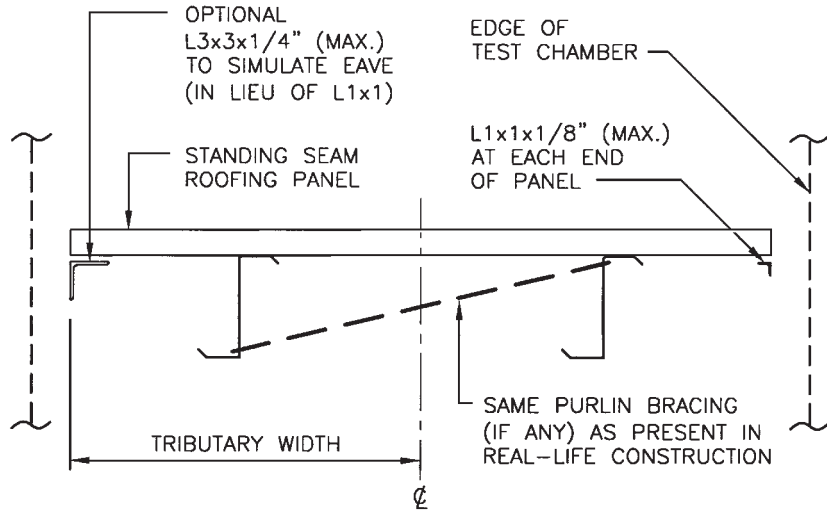 OPTIONAL
L3x3x1/4" (MAX.)
TO SIMULATE EAVE
(IN LIEU OF L1x1)
EDGE OF
TEST CHAMBER
STANDING SEAM
ROOFING PANEL
L1x1x1/8" (MAX.)
AT EACH END
OF PANEL
SAME PURLIN BRACING
(IF ANY) AS PRESENT IN
REAL-LIFE CONSTRUCTION
TRIBUTARY WIDTH
℄